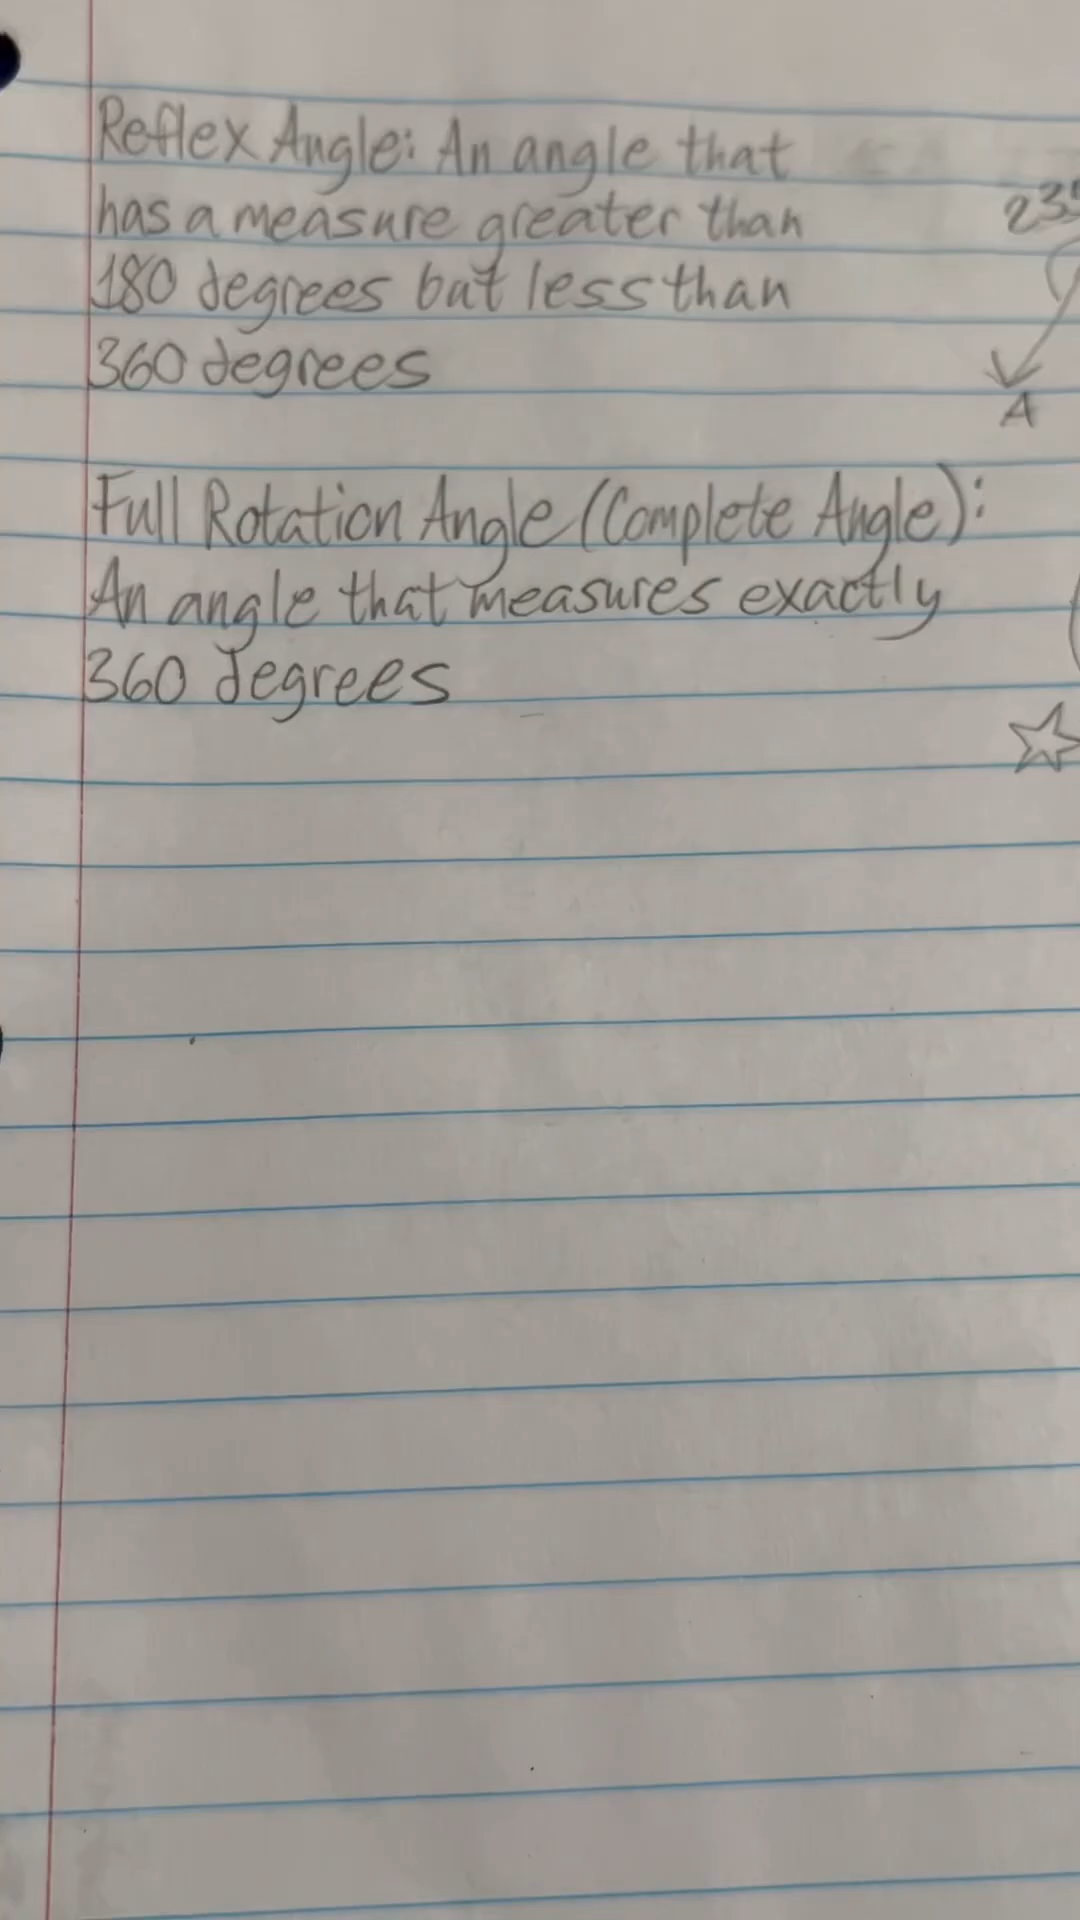 Reflex Angle: An angle that
has a measure greater than
180 degrees but less than
360 degrees
A
Full Rotation Angle (Complete Angle):
An angle that measures exactly
360 degrees